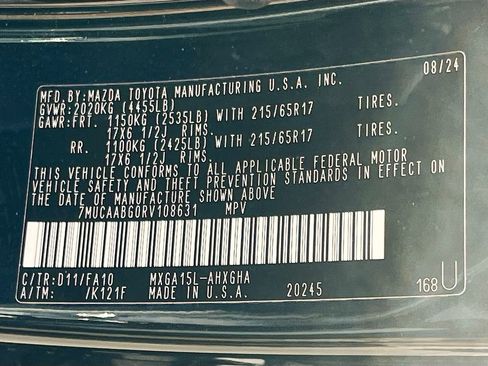 MFD.BY:MAZDA TOYOTA MANUFACTURING U.S.A. INC. 08/24
GVWR:2020KG (4455LB)
GAWR:FRT. 1150KG (2535LB) WITH 215/65R17 TIRES.
17X6 1/2J RIMS.
RR. 1100KG (2425LB) WITH 215/65R17 TIRES.
17X6 1/2J RIMS.
THIS VEHICLE CONFORMS TO ALL APPLICABLE FEDERAL MOTOR
VEHICLE SAFETY AND THEFT PREVENTION STANDARDS IN EFFECT ON
THE DATE OF MANUFACTURE SHOWN ABOVE
7MUCAABG0RV108631 MPV
C/TR:D11/FA10 MXGA15L-AHXGHA
A/TM: /K121F MADE IN U.S.A. 20245 168U